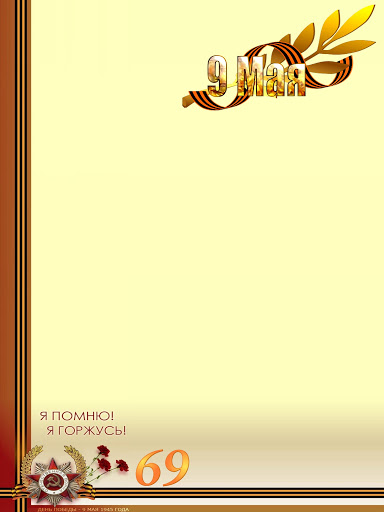 9 Мая
Я ПОМНЮ!
Я ГОРЖУСЬ!
69
ДЕНЬ ПОБЕДЫ - 9 МАЯ 1945 ГОДА